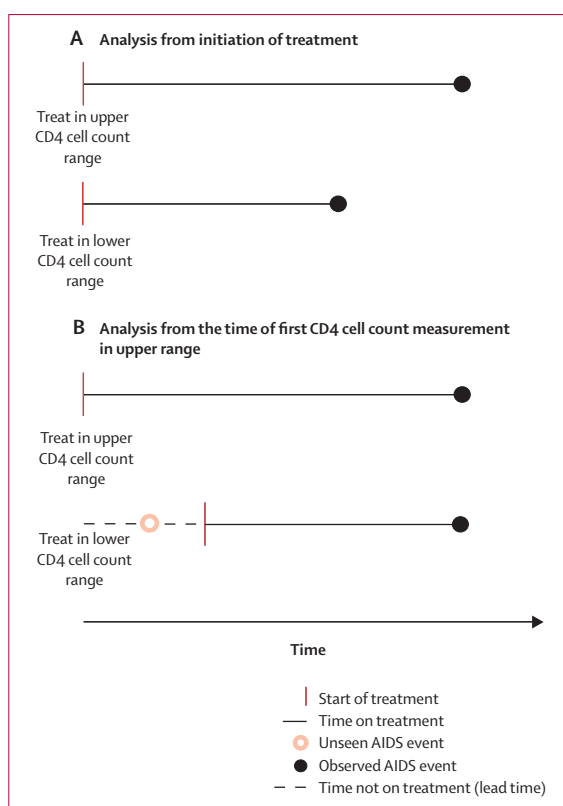 A Analysis from initiation of treatment
Treat in upper
CD4 cell count
range
Treat in lower
CD4 cell count
range
B Analysis from the time of first CD4 cell count measurement
in upper range
Treat in upper
CD4 cell count
range
Treat in lower
CD4 cell count
range
Time
Start of treatment
Time on treatment
Unseen AIDS event
Observed AIDS event
Time not on treatment (lead time)